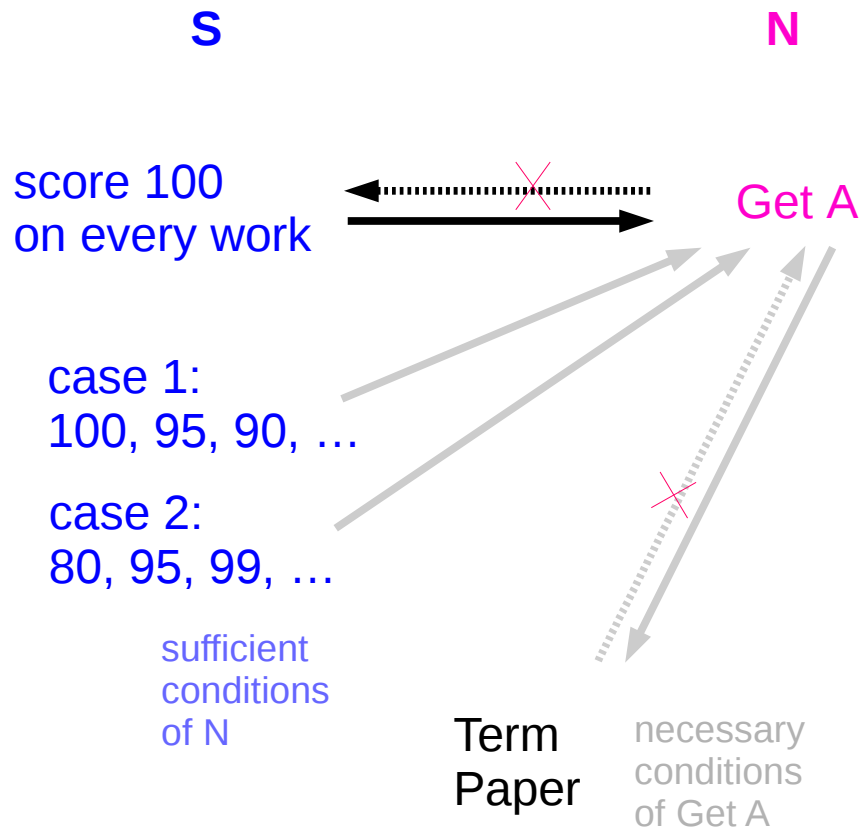 S
N
score 100
on every work
Get A
case 1:
100, 95, 90, …
case 2:
80, 95, 99, …
sufficient
conditions
of N
Term
Paper
necessary
conditions
of Get A